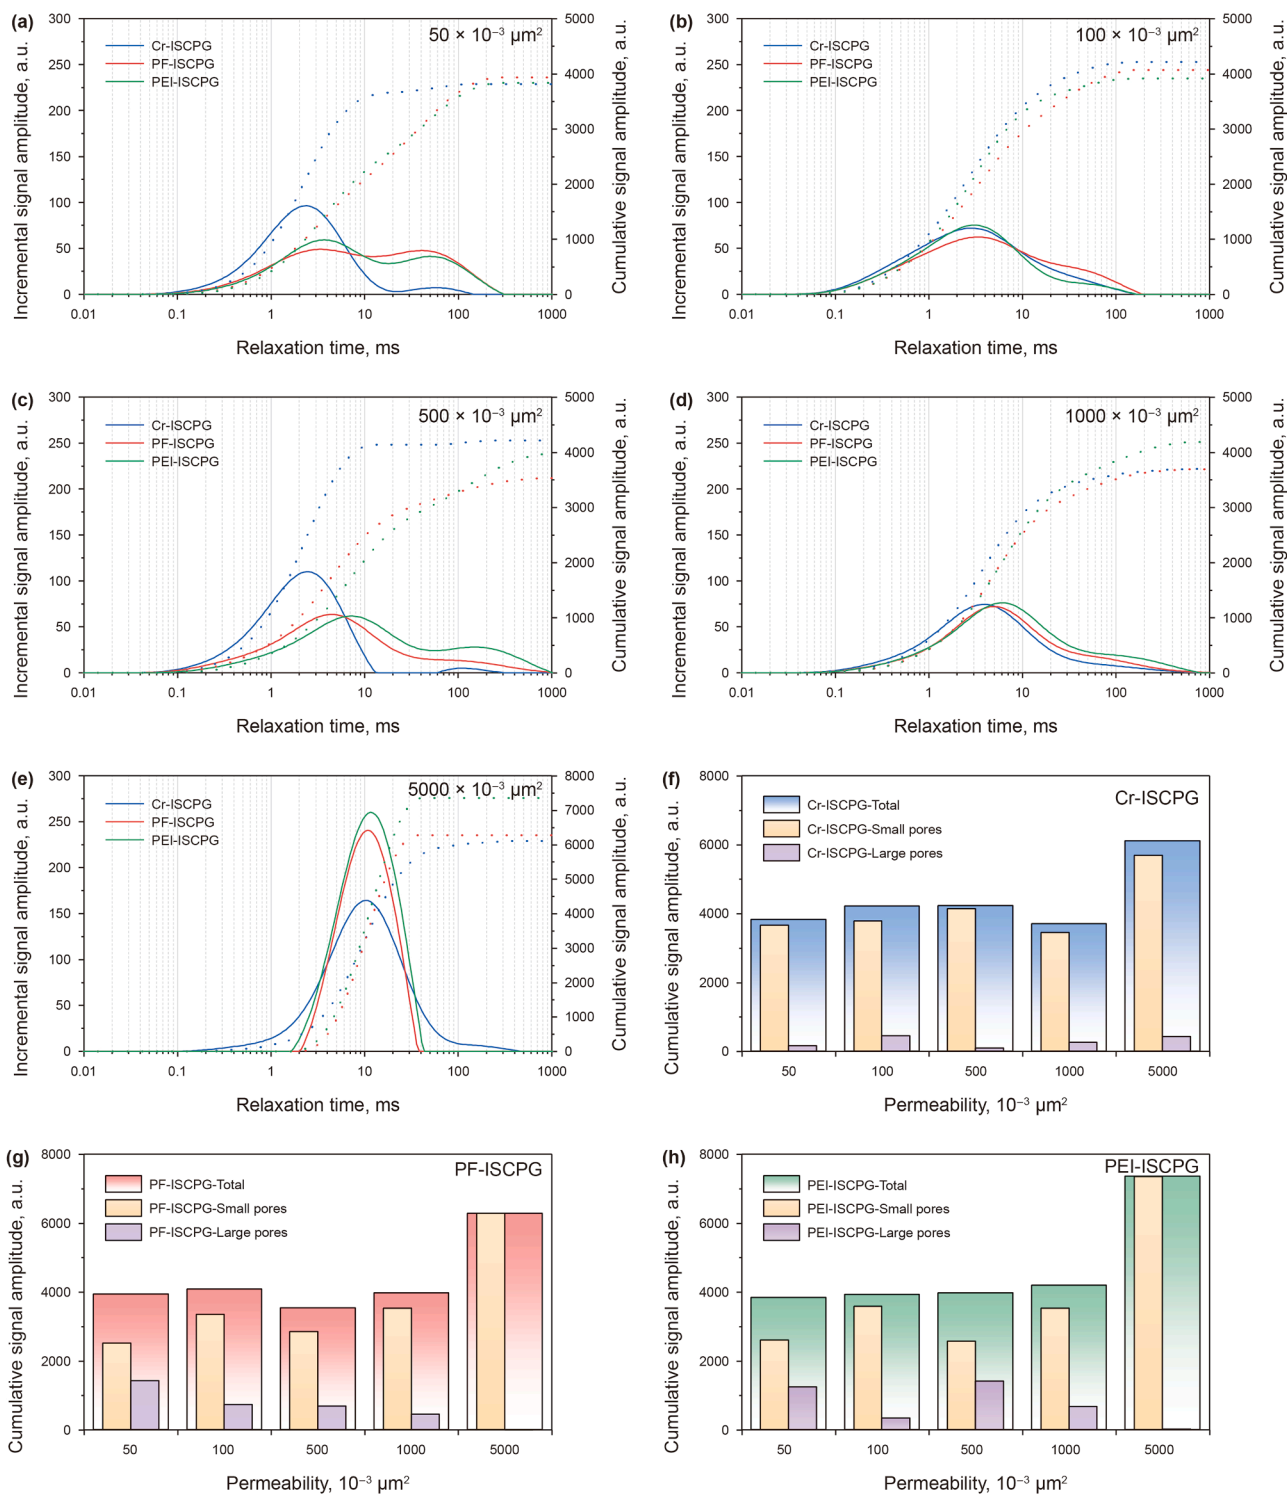 (a)
50 × 10⁻³ μm²
Cr-ISCPG
PF-ISCPG
PEI-ISCPG
Incremental signal amplitude, a.u.
300
250
200
150
100
50
0
Cumulative signal amplitude, a.u.
5000
4000
3000
2000
1000
0
0.01 0.1 1 10 100 1000
Relaxation time, ms
(b)
100 × 10⁻³ μm²
Cr-ISCPG
PF-ISCPG
PEI-ISCPG
Incremental signal amplitude, a.u.
300
250
200
150
100
50
0
Cumulative signal amplitude, a.u.
5000
4000
3000
2000
1000
0
0.01 0.1 1 10 100 1000
Relaxation time, ms
(c)
500 × 10⁻³ μm²
Cr-ISCPG
PF-ISCPG
PEI-ISCPG
Incremental signal amplitude, a.u.
300
250
200
150
100
50
0
Cumulative signal amplitude, a.u.
5000
4000
3000
2000
1000
0
0.01 0.1 1 10 100 1000
Relaxation time, ms
(d)
1000 × 10⁻³ μm²
Cr-ISCPG
PF-ISCPG
PEI-ISCPG
Incremental signal amplitude, a.u.
300
250
200
150
100
50
0
Cumulative signal amplitude, a.u.
5000
4000
3000
2000
1000
0
0.01 0.1 1 10 100 1000
Relaxation time, ms
(e)
5000 × 10⁻³ μm²
Cr-ISCPG
PF-ISCPG
PEI-ISCPG
Incremental signal amplitude, a.u.
300
250
200
150
100
50
0
Cumulative signal amplitude, a.u.
8000
7000
6000
5000
4000
3000
2000
1000
0
0.01 0.1 1 10 100 1000
Relaxation time, ms
(f)
Cr-ISCPG
Cr-ISCPG-Total
Cr-ISCPG-Small pores
Cr-ISCPG-Large pores
Cumulative signal amplitude, a.u.
8000
6000
4000
2000
0
50 100 500 1000 5000
Permeability, 10⁻³ μm²
(g)
PF-ISCPG
PF-ISCPG-Total
PF-ISCPG-Small pores
PF-ISCPG-Large pores
Cumulative signal amplitude, a.u.
8000
6000
4000
2000
0
50 100 500 1000 5000
Permeability, 10⁻³ μm²
(h)
PEI-ISCPG
PEI-ISCPG-Total
PEI-ISCPG-Small pores
PEI-ISCPG-Large pores
Cumulative signal amplitude, a.u.
8000
6000
4000
2000
0
50 100 500 1000 5000
Permeability, 10⁻³ μm²